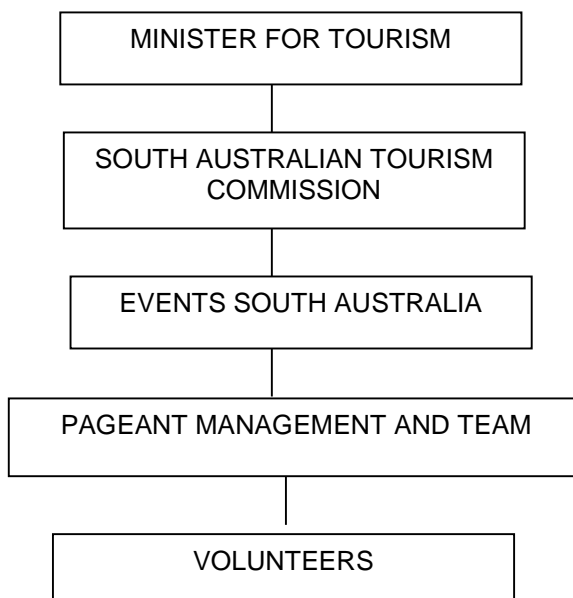 MINISTER FOR TOURISM
SOUTH AUSTRALIAN TOURISM
COMMISSION
EVENTS SOUTH AUSTRALIA
PAGEANT MANAGEMENT AND TEAM
VOLUNTEERS